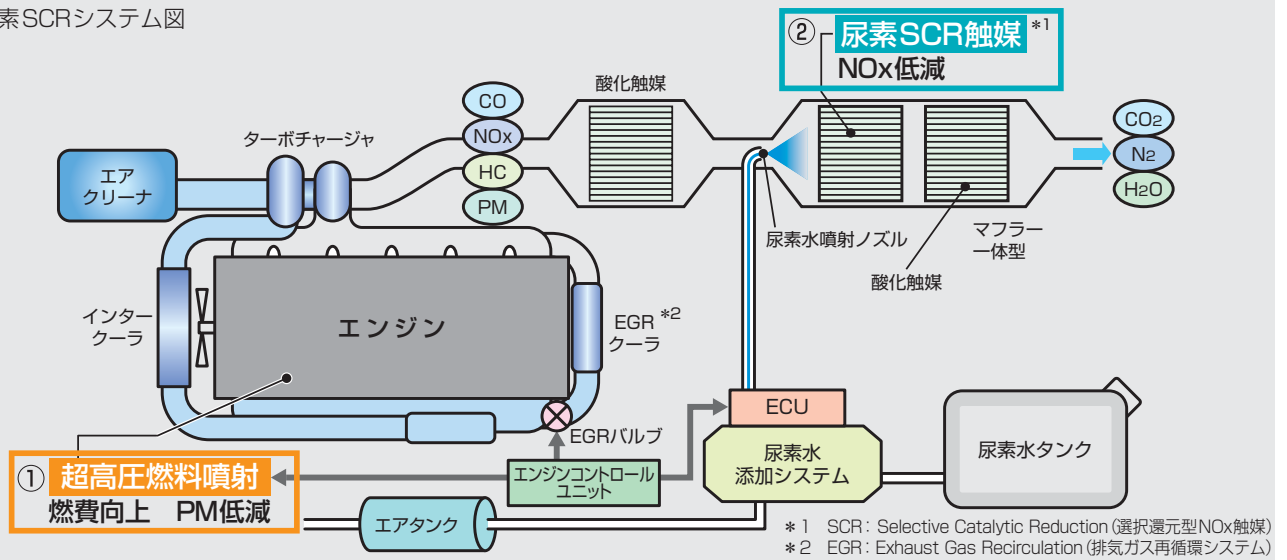 素SCRシステム図
② 尿素SCR触媒 *1
NOx低減
酸化触媒
CO
NOx
HC
PM
ターボチャージャ
エア
クリーナ
CO2
N2
H2O
尿素水噴射ノズル
マフラー
一体型
酸化触媒
インター
クーラ
エンジン
EGR *2
クーラ
EGRバルブ
ECU
尿素水
添加システム
尿素水タンク
① 超高圧燃料噴射
燃費向上 PM低減
エンジンコントロール
ユニット
エアタンク
*1 SCR：Selective Catalytic Reduction（選択還元型NOx触媒）
*2 EGR：Exhaust Gas Recirculation（排気ガス再循環システム）